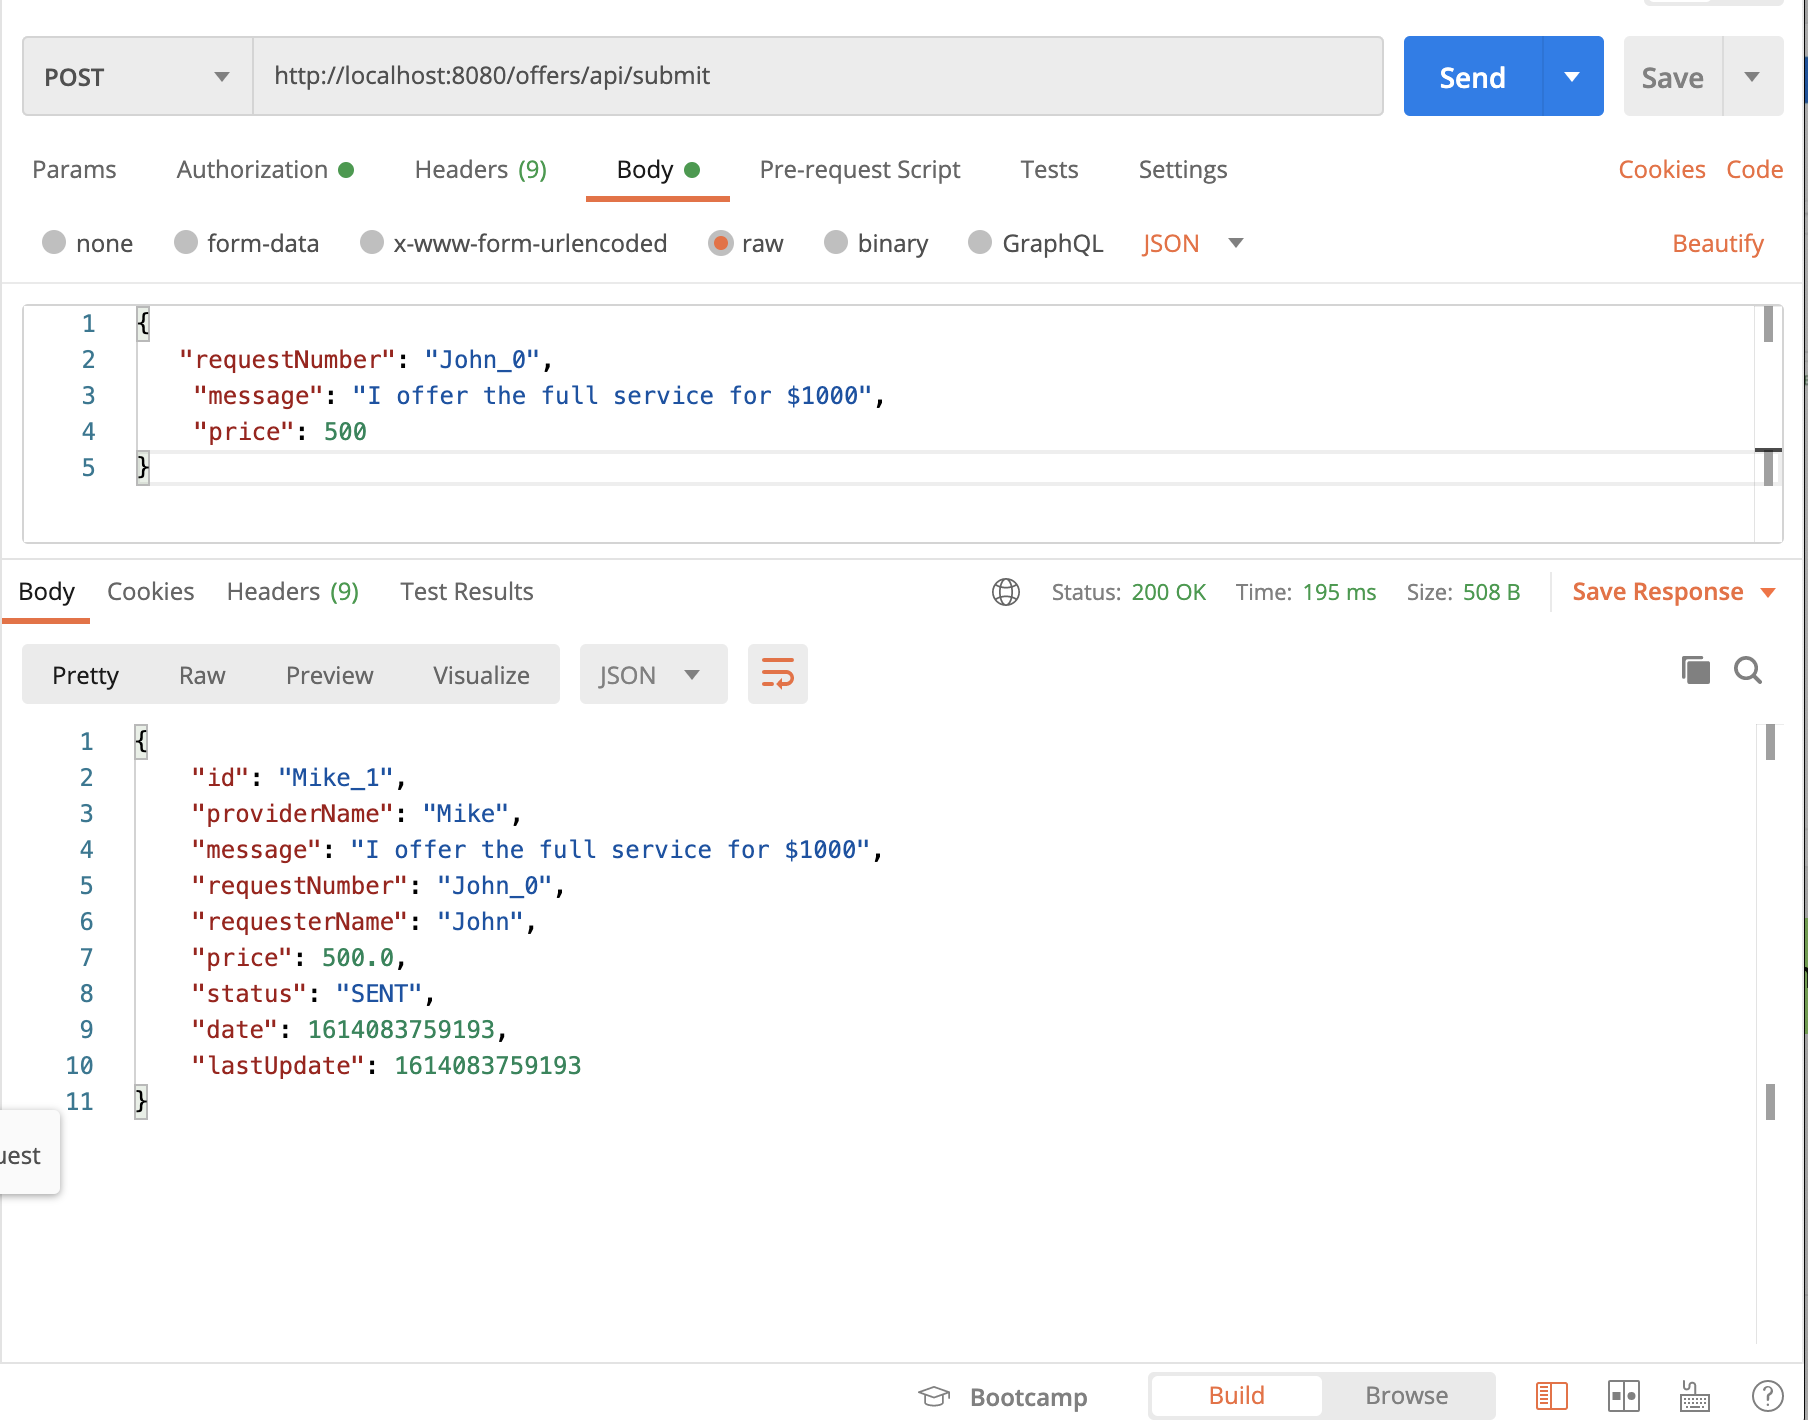 POST http://localhost:8080/offers/api/submit Send Save
Params Authorization Headers (9) Body Pre-request Script Tests Settings Cookies Code
none form-data x-www-form-urlencoded raw binary GraphQL JSON Beautify
1 {
2 "requestNumber": "John_0",
3 "message": "I offer the full service for $1000",
4 "price": 500
5 }
Body Cookies Headers (9) Test Results Status: 200 OK Time: 195 ms Size: 508 B Save Response
Pretty Raw Preview Visualize JSON
1 {
2 "id": "Mike_1",
3 "providerName": "Mike",
4 "message": "I offer the full service for $1000",
5 "requestNumber": "John_0",
6 "requesterName": "John",
7 "price": 500.0,
8 "status": "SENT",
9 "date": 1614083759193,
10 "lastUpdate": 1614083759193
11 }
uest
Bootcamp Build Browse ?